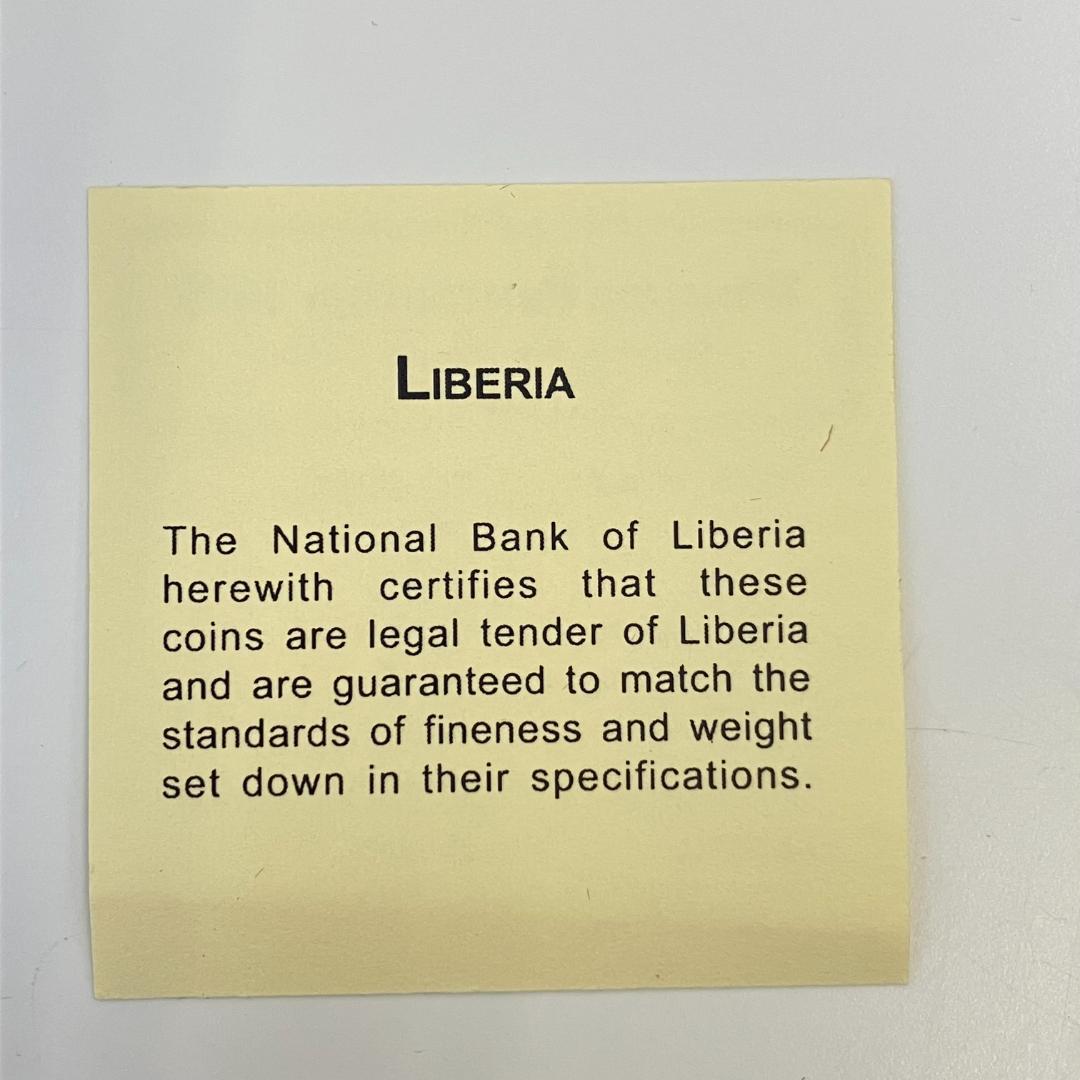 LIBERIA
The National Bank of Liberia
herewith certifies that these
coins are legal tender of Liberia
and are guaranteed to match the
standards of fineness and weight
set down in their specifications.